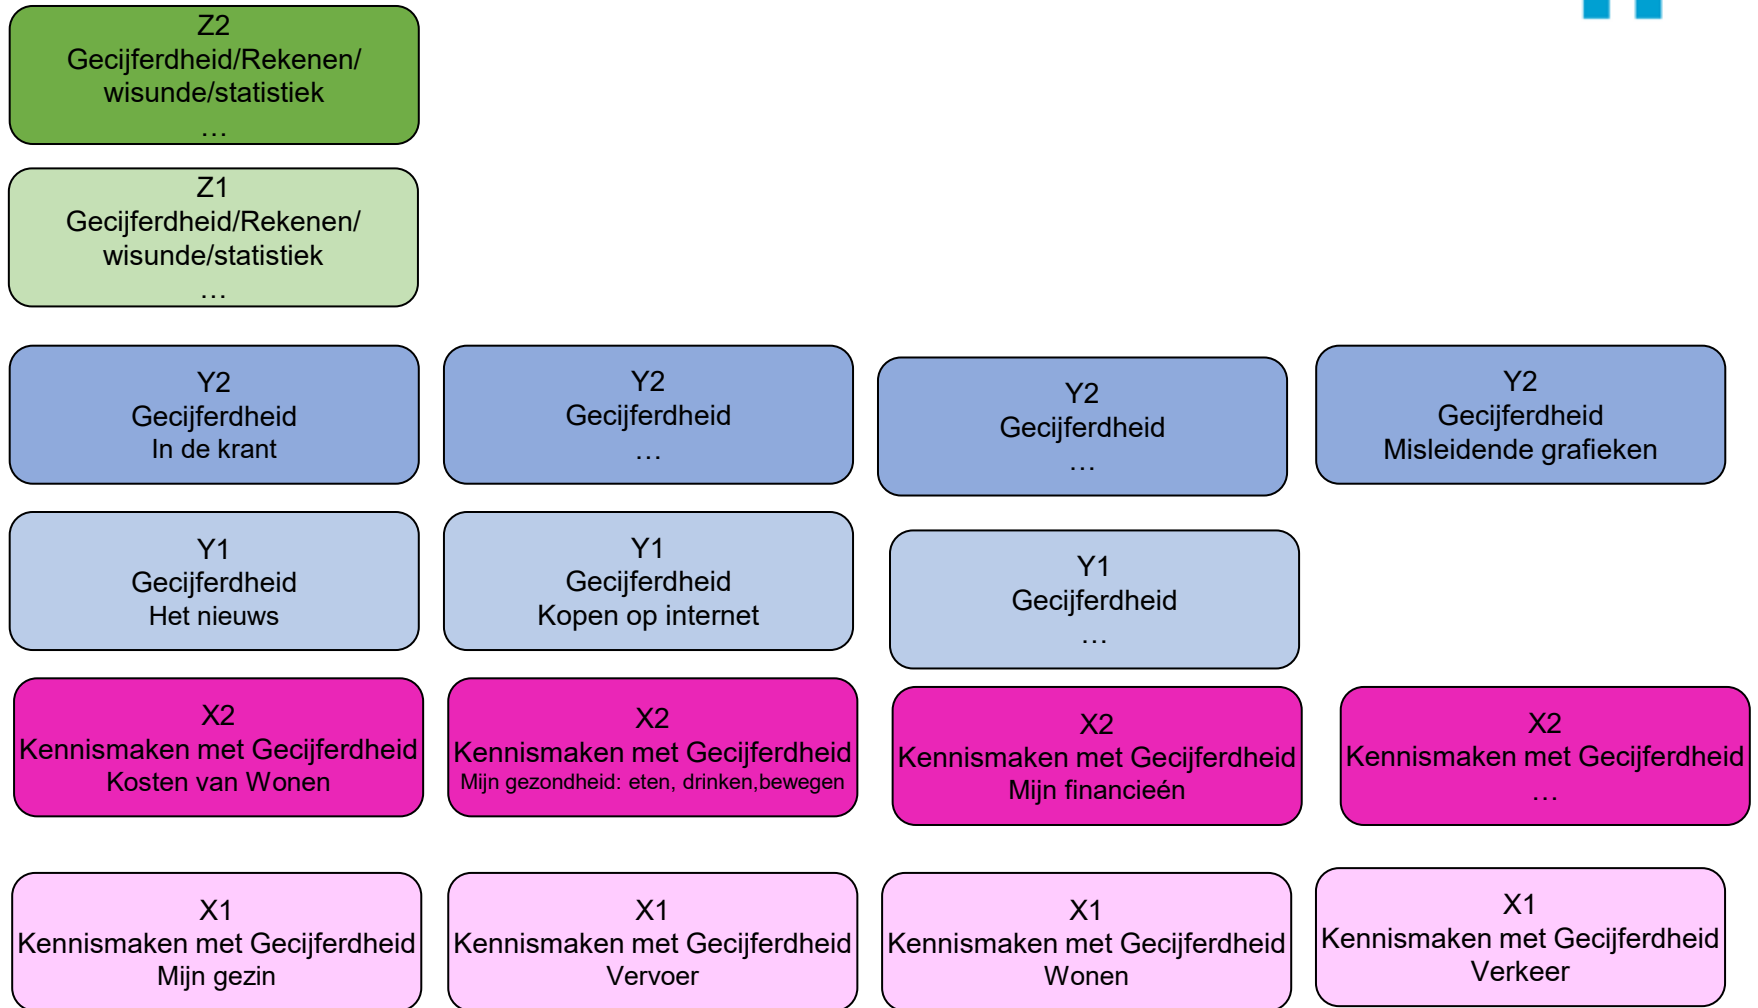 Z2
Gecijferdheid/Rekenen/
wisunde/statistiek
…
Z1
Gecijferdheid/Rekenen/
wisunde/statistiek
…
Y2
Gecijferdheid
In de krant
Y2
Gecijferdheid
…
Y2
Gecijferdheid
…
Y2
Gecijferdheid
Misleidende grafieken
Y1
Gecijferdheid
Het nieuws
Y1
Gecijferdheid
Kopen op internet
Y1
Gecijferdheid
…
X2
Kennismaken met Gecijferdheid
Kosten van Wonen
X2
Kennismaken met Gecijferdheid
Mijn gezondheid: eten, drinken,bewegen
X2
Kennismaken met Gecijferdheid
Mijn financieén
X2
Kennismaken met Gecijferdheid
…
X1
Kennismaken met Gecijferdheid
Mijn gezin
X1
Kennismaken met Gecijferdheid
Vervoer
X1
Kennismaken met Gecijferdheid
Wonen
X1
Kennismaken met Gecijferdheid
Verkeer